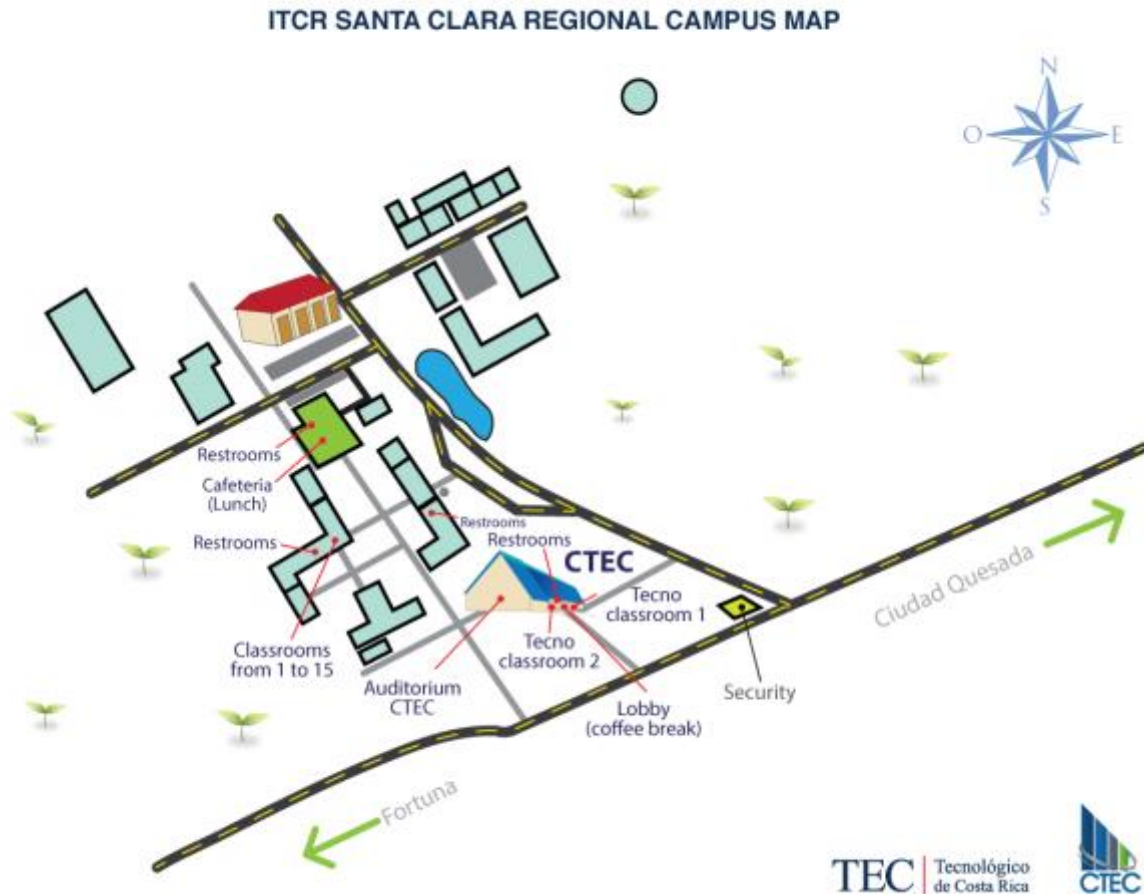 ITCR SANTA CLARA REGIONAL CAMPUS MAP
N
O
E
S
Restrooms
Cafeteria
(Lunch)
Restrooms
Restrooms
Restrooms
CTEC
Tecno
classroom 1
Classrooms
from 1 to 15
Tecno
classroom 2
Auditorium
CTEC
Lobby
(coffee break)
Security
Ciudad Quesada
Fortuna
TEC
Tecnológico
de Costa Rica
CTEC